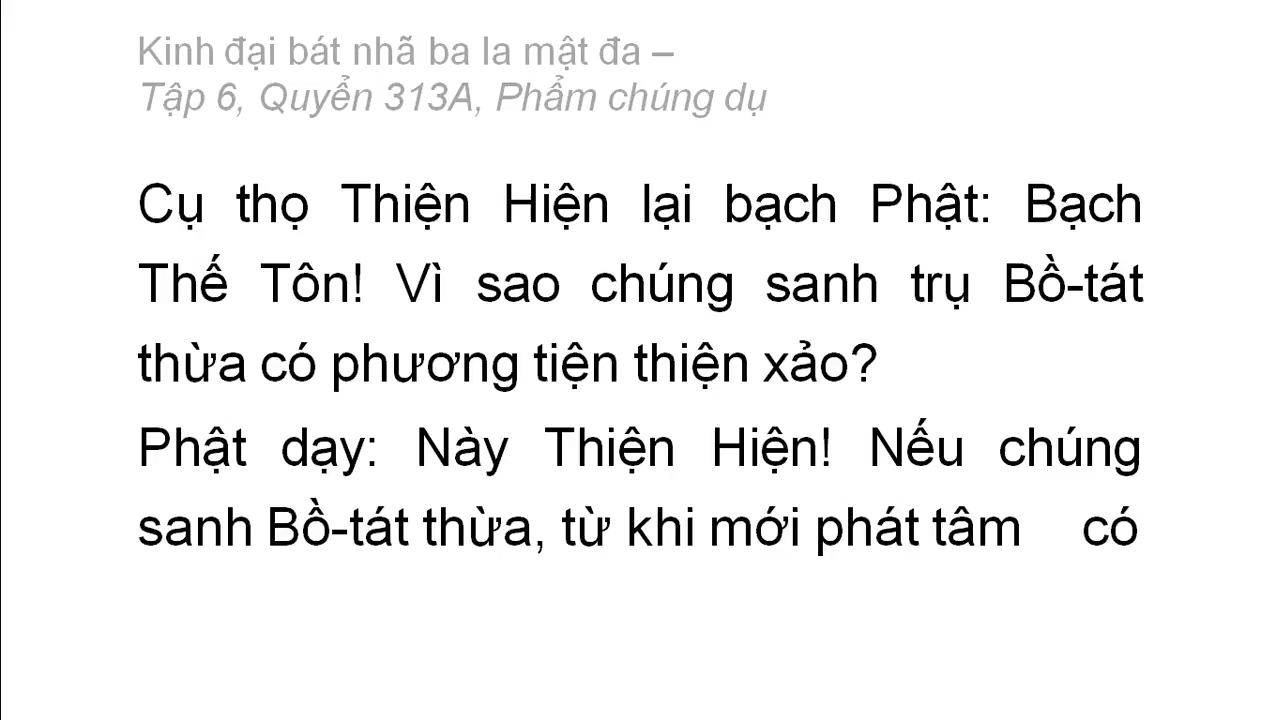 Kinh đại bát nhã ba la mật đa –
Tập 6, Quyển 313A, Phẩm chúng dụ
Cụ thọ Thiện Hiện lại bạch Phật: Bạch
Thế Tôn! Vì sao chúng sanh trụ Bồ-tát
thừa có phương tiện thiện xảo?
Phật dạy: Này Thiện Hiện! Nếu chúng
sanh Bồ-tát thừa, từ khi mới phát tâm có